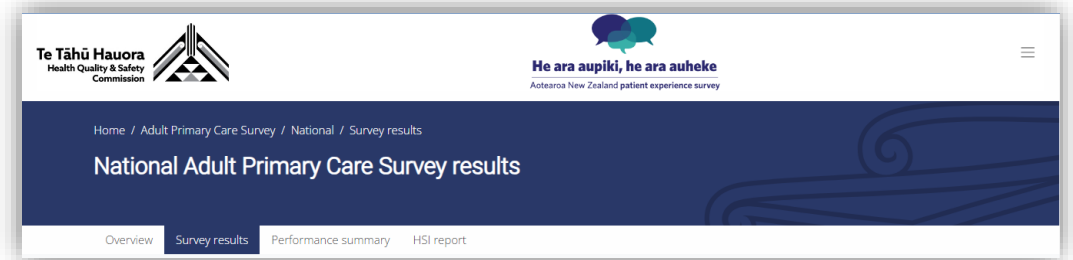 Te Tāhū Hauora
Health Quality & Safety
Commission
He ara aupiki, he ara auheke
Aotearoa New Zealand patient experience survey
Home / Adult Primary Care Survey / National / Survey results
National Adult Primary Care Survey results
Overview Survey results Performance summary HSI report